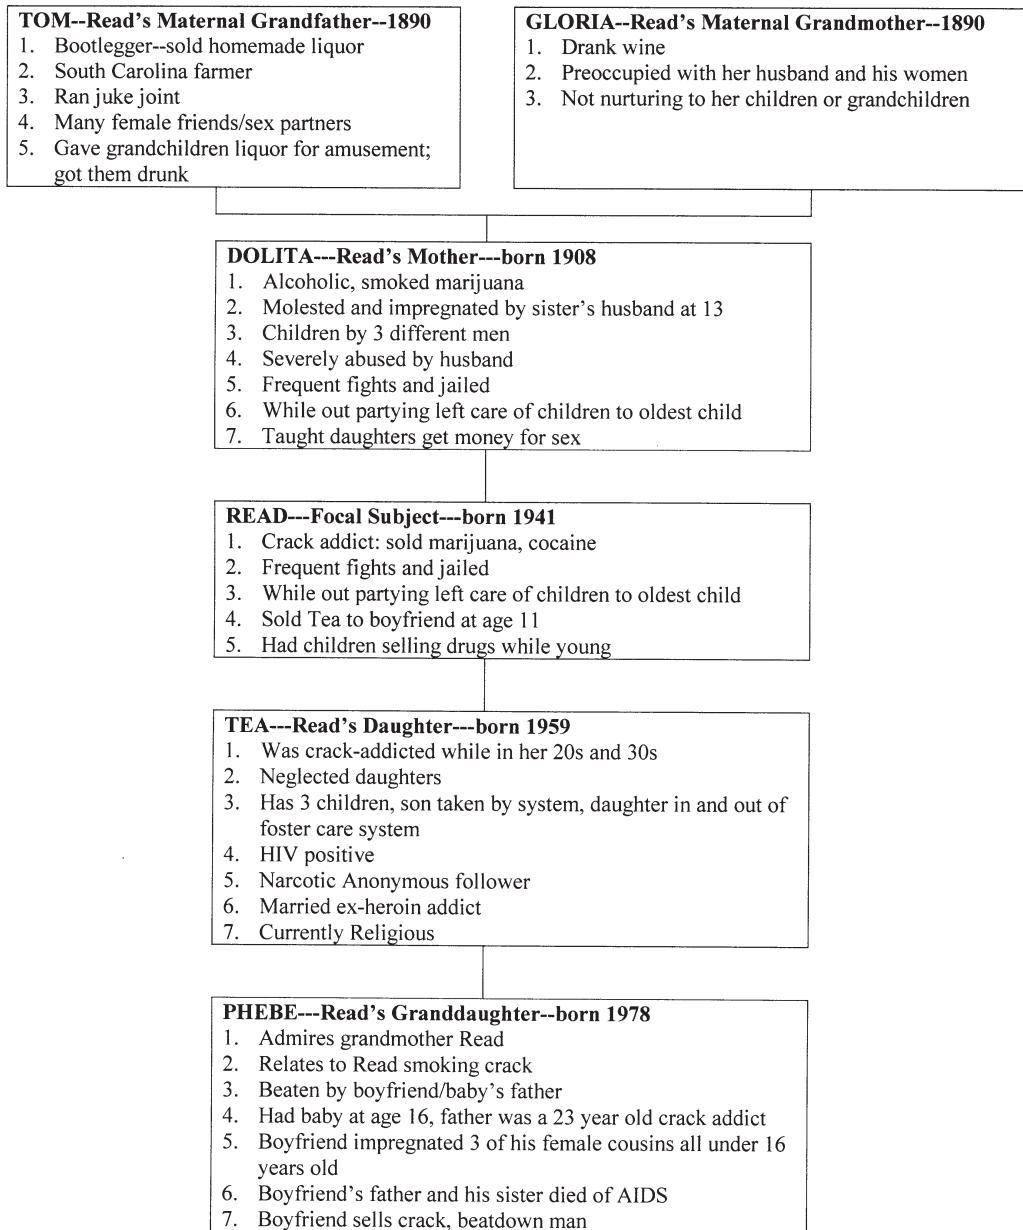 TOM--Read's Maternal Grandfather--1890
1. Bootlegger--sold homemade liquor
2. South Carolina farmer
3. Ran juke joint
4. Many female friends/sex partners
5. Gave grandchildren liquor for amusement;
got them drunk
GLORIA--Read's Maternal Grandmother--1890
1. Drank wine
2. Preoccupied with her husband and his women
3. Not nurturing to her children or grandchildren
DOLITA---Read's Mother---born 1908
1. Alcoholic, smoked marijuana
2. Molested and impregnated by sister's husband at 13
3. Children by 3 different men
4. Severely abused by husband
5. Frequent fights and jailed
6. While out partying left care of children to oldest child
7. Taught daughters get money for sex
READ---Focal Subject---born 1941
1. Crack addict: sold marijuana, cocaine
2. Frequent fights and jailed
3. While out partying left care of children to oldest child
4. Sold Tea to boyfriend at age 11
5. Had children selling drugs while young
TEA---Read's Daughter---born 1959
1. Was crack-addicted while in her 20s and 30s
2. Neglected daughters
3. Has 3 children, son taken by system, daughter in and out of
foster care system
4. HIV positive
5. Narcotic Anonymous follower
6. Married ex-heroin addict
7. Currently Religious
PHEBE---Read's Granddaughter--born 1978
1. Admires grandmother Read
2. Relates to Read smoking crack
3. Beaten by boyfriend/baby's father
4. Had baby at age 16, father was a 23 year old crack addict
5. Boyfriend impregnated 3 of his female cousins all under 16
years old
6. Boyfriend's father and his sister died of AIDS
7. Boyfriend sells crack, beatdown man